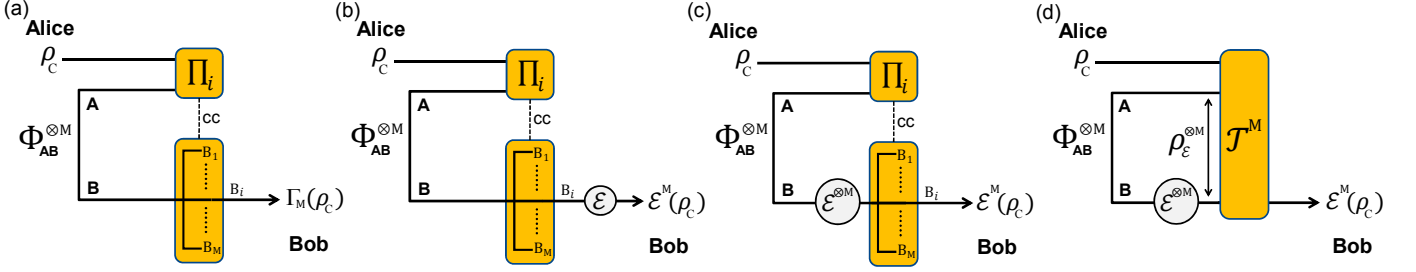 (a)
Alice
ρ_C
Π_i
A
CC
Φ_AB^⊗M
B_1
B
B_i
Γ_M(ρ_C)
Bob
B_M
(b)
Alice
ρ_C
Π_i
A
CC
Φ_AB^⊗M
B_1
B
B_i
ℰ
ℰ^M(ρ_C)
Bob
B_M
(c)
Alice
ρ_C
Π_i
A
CC
Φ_AB^⊗M
B_1
B
ℰ^⊗M
B_i
ℰ^M(ρ_C)
Bob
B_M
(d)
Alice
ρ_C
A
Φ_AB^⊗M
ρ_ℰ^⊗M
𝒯^M
B
ℰ^⊗M
ℰ^M(ρ_C)
Bob